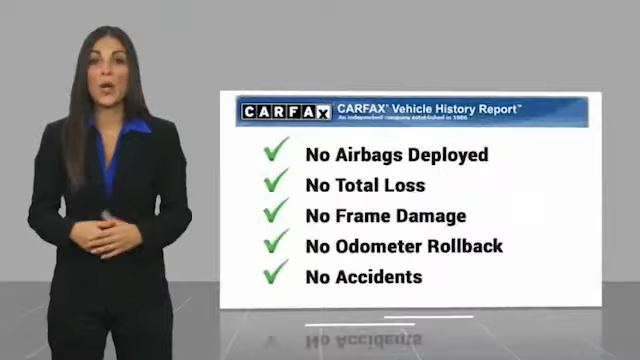 CARFAX CARFAX® Vehicle History Report™
An independent company established in 1986
No Airbags Deployed
No Total Loss
No Frame Damage
No Odometer Rollback
No Accidents